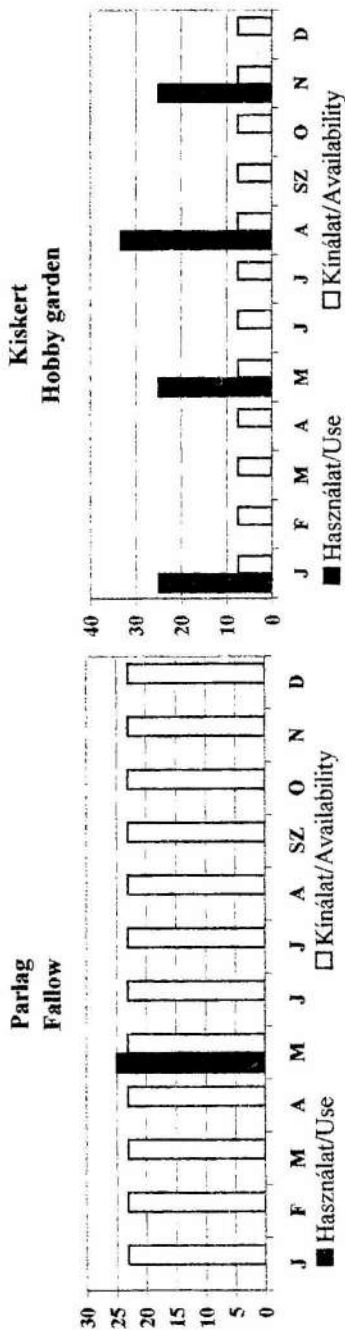 Parlag
Fallow
30
25
20
15
10
5
0
J F M A M J J A SZ O N D
Használat/Use Kínálat/Availability
Kiskert
Hobby garden
40
30
20
10
0
J F M A M J J A SZ O N D
Használat/Use Kínálat/Availability